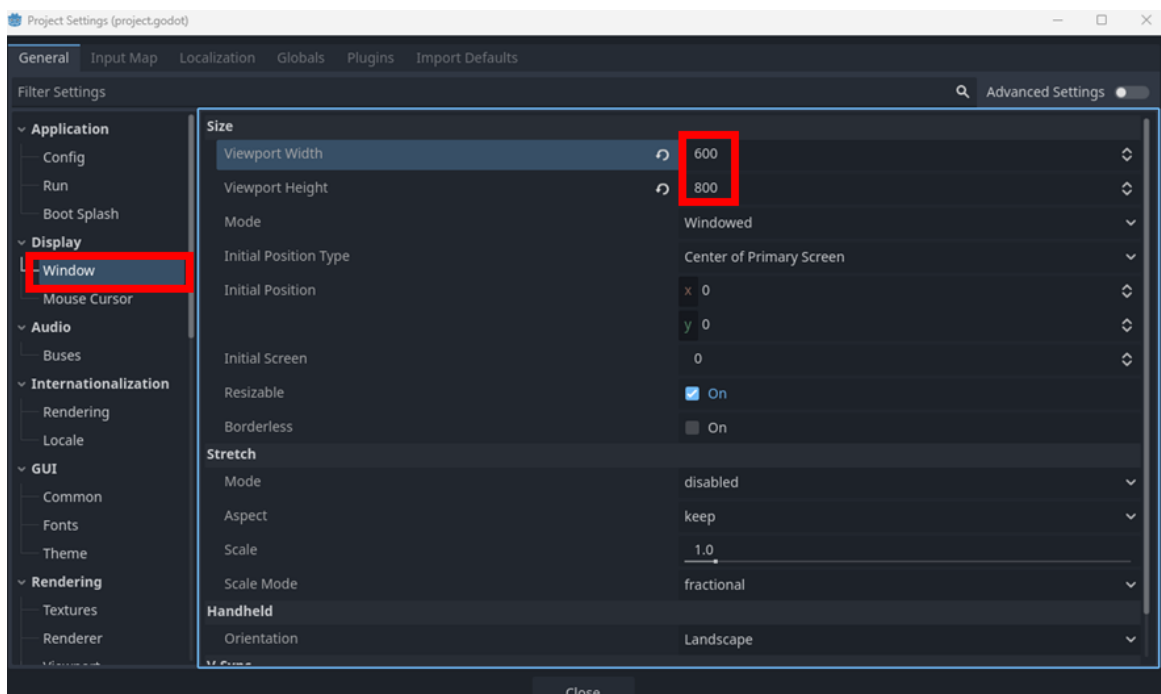 Project Settings (project.godot)
General Input Map Localization Globals Plugins Import Defaults
Filter Settings Advanced Settings
Application
Config
Run
Boot Splash
Display
Window
Mouse Cursor
Audio
Buses
Internationalization
Rendering
Locale
GUI
Common
Fonts
Theme
Rendering
Textures
Renderer
Size
Viewport Width 600
Viewport Height 800
Mode Windowed
Initial Position Type Center of Primary Screen
Initial Position x 0
y 0
Initial Screen 0
Resizable On
Borderless On
Stretch
Mode disabled
Aspect keep
Scale 1.0
Scale Mode fractional
Handheld
Orientation Landscape
Close